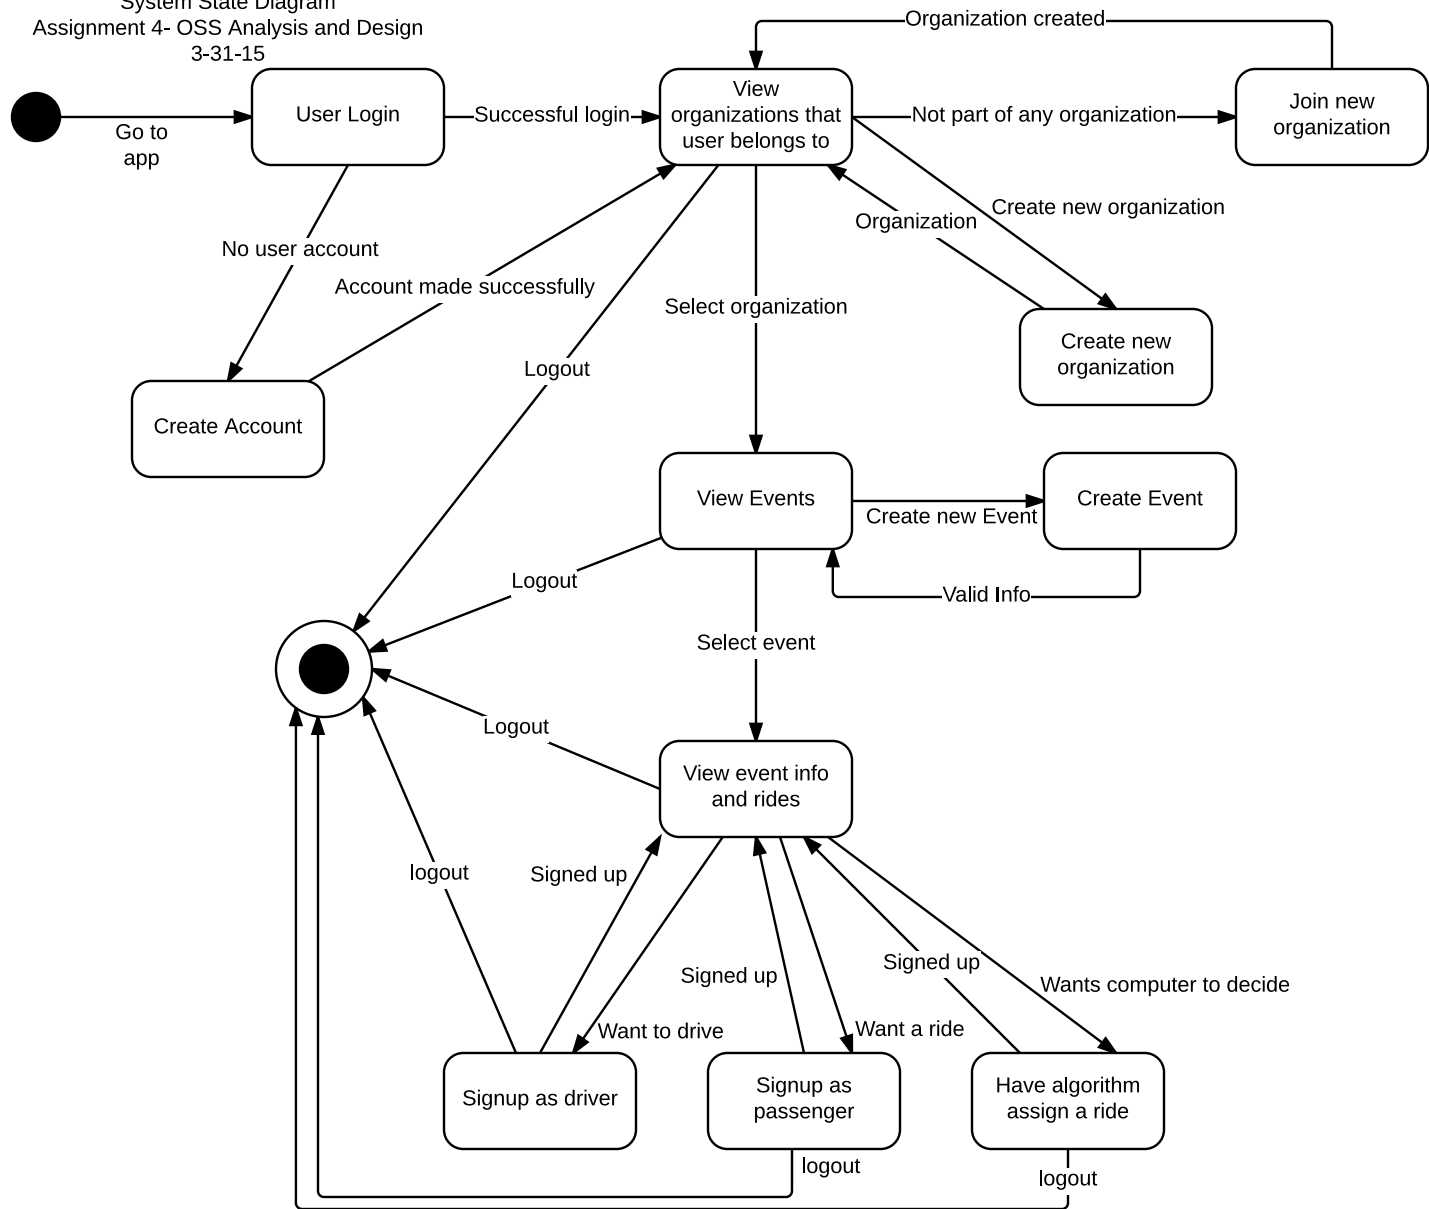 System State Diagram
Assignment 4- OSS Analysis and Design
3-31-15
Organization created
User Login
Successful login
View
organizations that
user belongs to
Not part of any organization
Join new
organization
Go to
app
No user account
Organization
Create new organization
Account made successfully
Select organization
Create new
organization
Logout
Create Account
View Events
Create new Event
Create Event
Logout
Valid Info
Select event
Logout
View event info
and rides
logout
Signed up
Signed up
Signed up
Wants computer to decide
Want to drive
Want a ride
Signup as driver
Signup as
passenger
Have algorithm
assign a ride
logout
logout